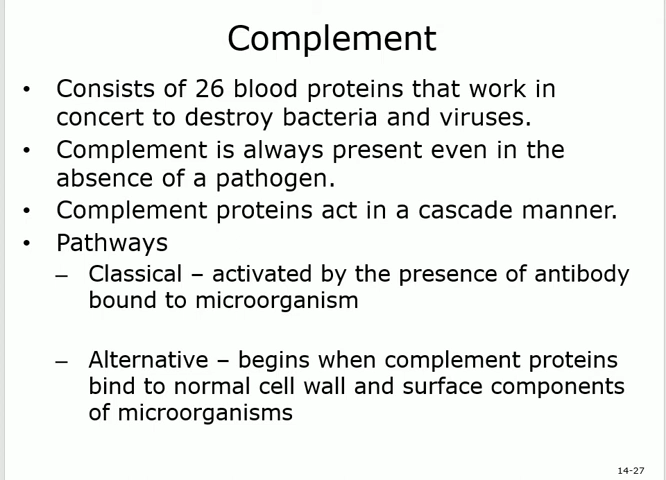 Complement
• Consists of 26 blood proteins that work in
concert to destroy bacteria and viruses.
• Complement is always present even in the
absence of a pathogen.
• Complement proteins act in a cascade manner.
• Pathways
– Classical – activated by the presence of antibody
bound to microorganism
– Alternative – begins when complement proteins
bind to normal cell wall and surface components
of microorganisms
14-27